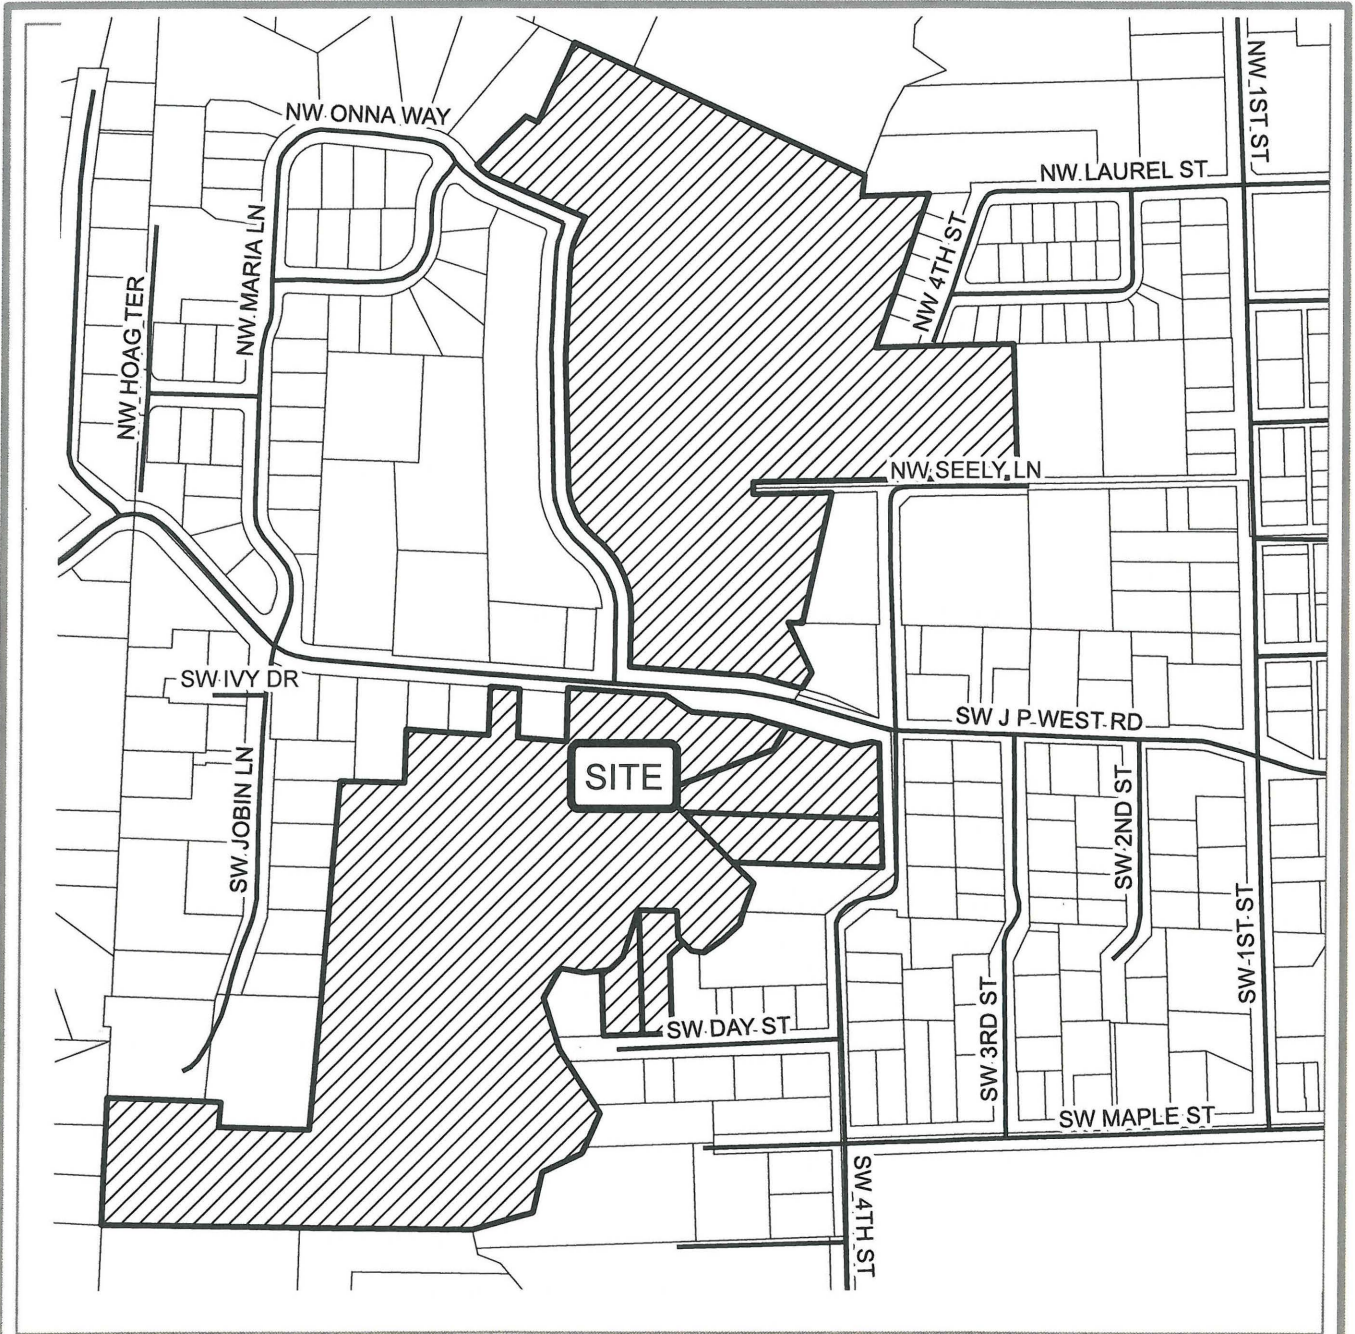 NW 1ST ST
NW ONNA WAY
NW LAUREL ST
NW MARIA LN
NW 4TH ST
NW HOAG TER
NW SEELY LN
SW IVY DR
SW J P WEST RD
SITE
SW JOBIN LN
SW 2ND ST
SW 1ST ST
SW 3RD ST
SW DAY ST
SW MAPLE ST
SW 4TH ST